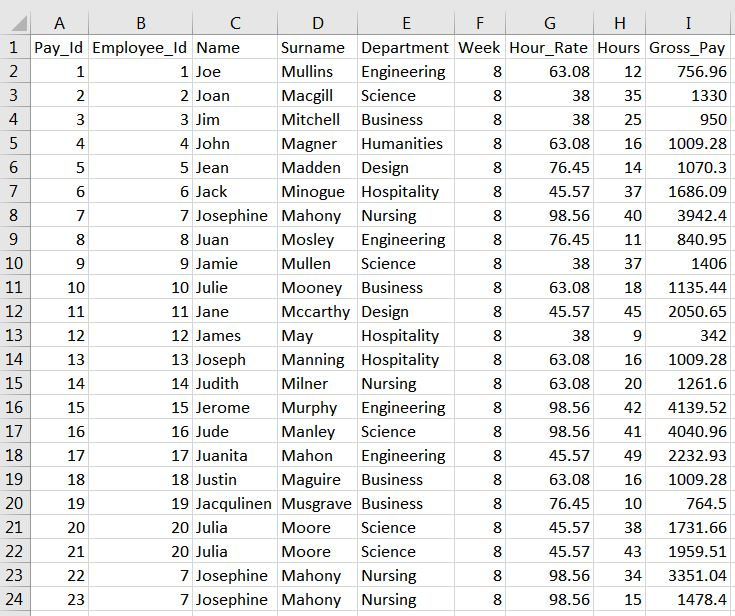 A B C D E F G H I
1 Pay_Id Employee_Id Name Surname Department Week Hour_Rate Hours Gross_Pay
2 1 1 Joe Mullins Engineering 8 63.08 12 756.96
3 2 2 Joan Macgill Science 8 38 35 1330
4 3 3 Jim Mitchell Business 8 38 25 950
5 4 4 John Magner Humanities 8 63.08 16 1009.28
6 5 5 Jean Madden Design 8 76.45 14 1070.3
7 6 6 Jack Minogue Hospitality 8 45.57 37 1686.09
8 7 7 Josephine Mahony Nursing 8 98.56 40 3942.4
9 8 8 Juan Mosley Engineering 8 76.45 11 840.95
10 9 9 Jamie Mullen Science 8 38 37 1406
11 10 10 Julie Mooney Business 8 63.08 18 1135.44
12 11 11 Jane Mccarthy Design 8 45.57 45 2050.65
13 12 12 James May Hospitality 8 38 9 342
14 13 13 Joseph Manning Hospitality 8 63.08 16 1009.28
15 14 14 Judith Milner Nursing 8 63.08 20 1261.6
16 15 15 Jerome Murphy Engineering 8 98.56 42 4139.52
17 16 16 Jude Manley Science 8 98.56 41 4040.96
18 17 17 Juanita Mahon Engineering 8 45.57 49 2232.93
19 18 18 Justin Maguire Business 8 63.08 16 1009.28
20 19 19 Jacqulinen Musgrave Business 8 76.45 10 764.5
21 20 20 Julia Moore Science 8 45.57 38 1731.66
22 21 20 Julia Moore Science 8 45.57 43 1959.51
23 22 7 Josephine Mahony Nursing 8 98.56 34 3351.04
24 23 7 Josephine Mahony Nursing 8 98.56 15 1478.4